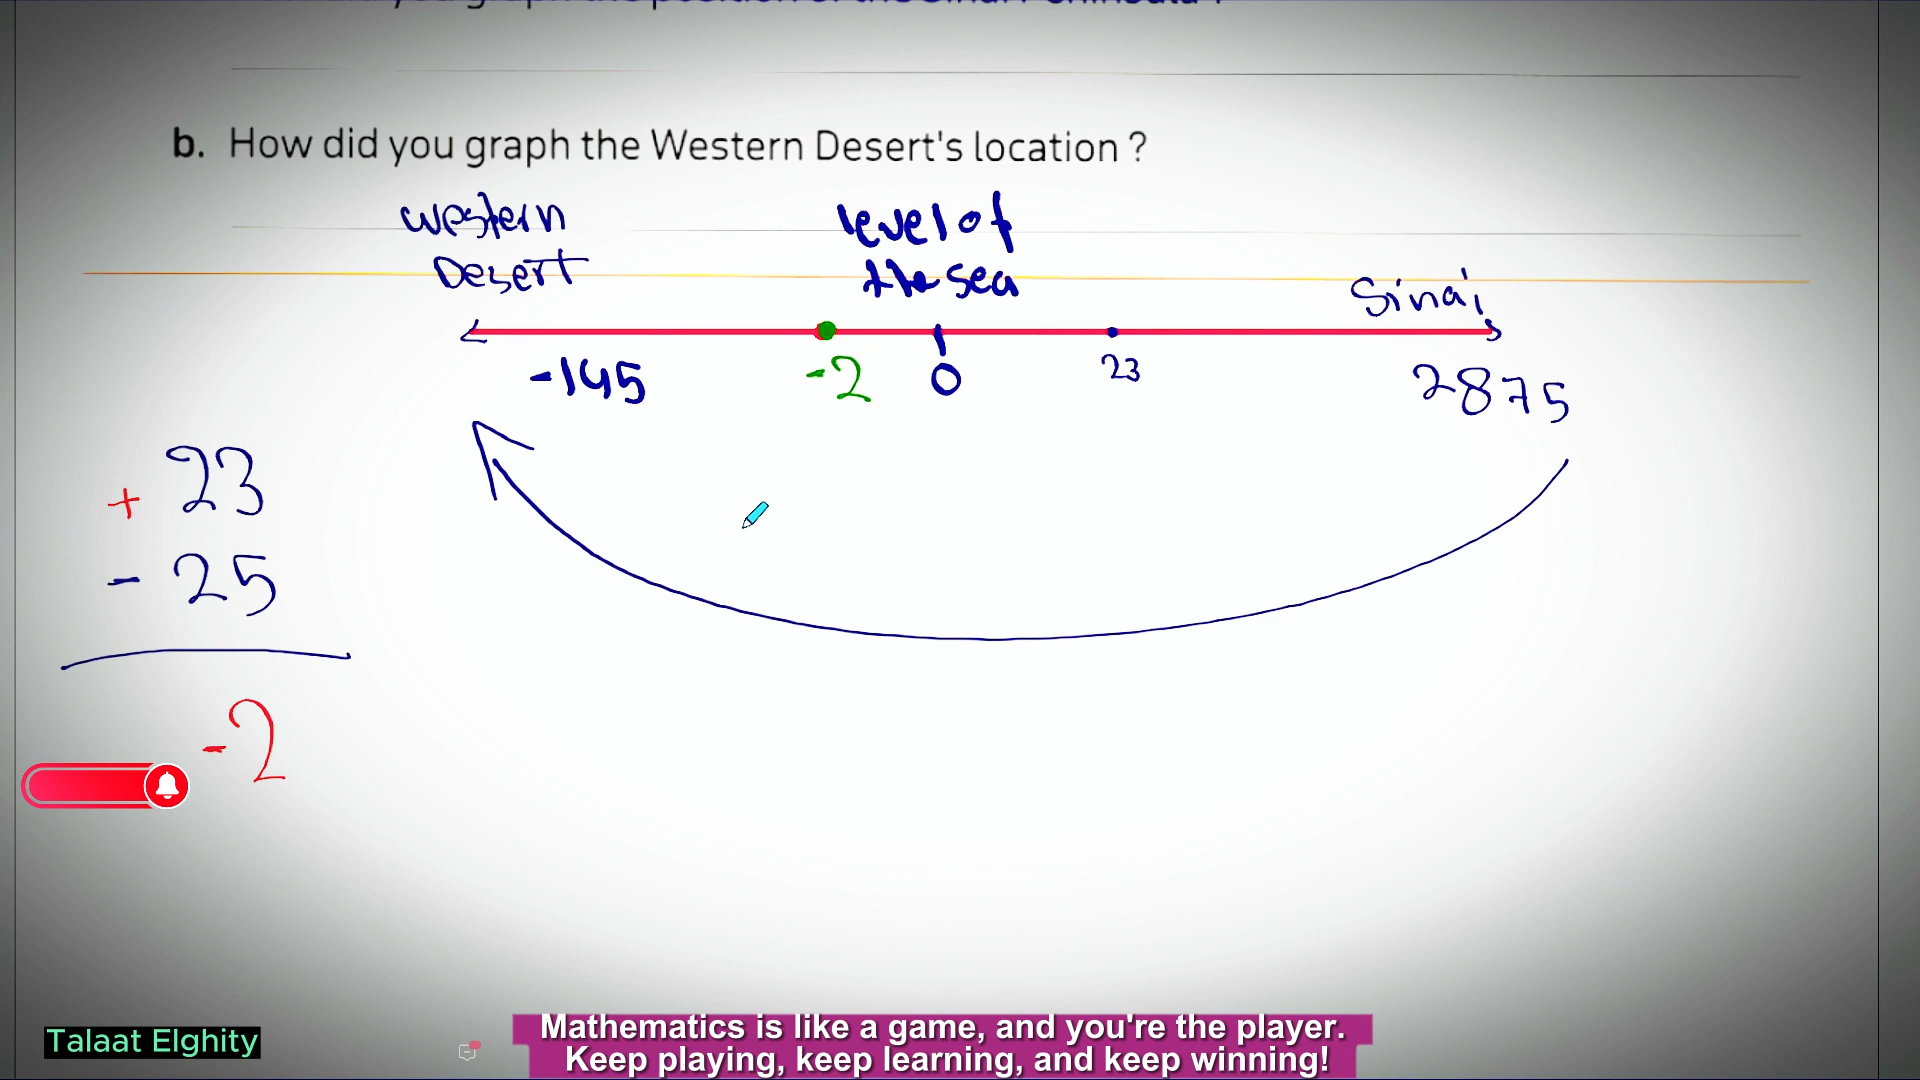 b. How did you graph the Western Desert's location ?
western
Desert
level of
the sea
Sinai
-145
-2
0
23
2875
+ 23
- 25
-2
Talaat Elghity
Mathematics is like a game, and you're the player.
Keep playing, keep learning, and keep winning!